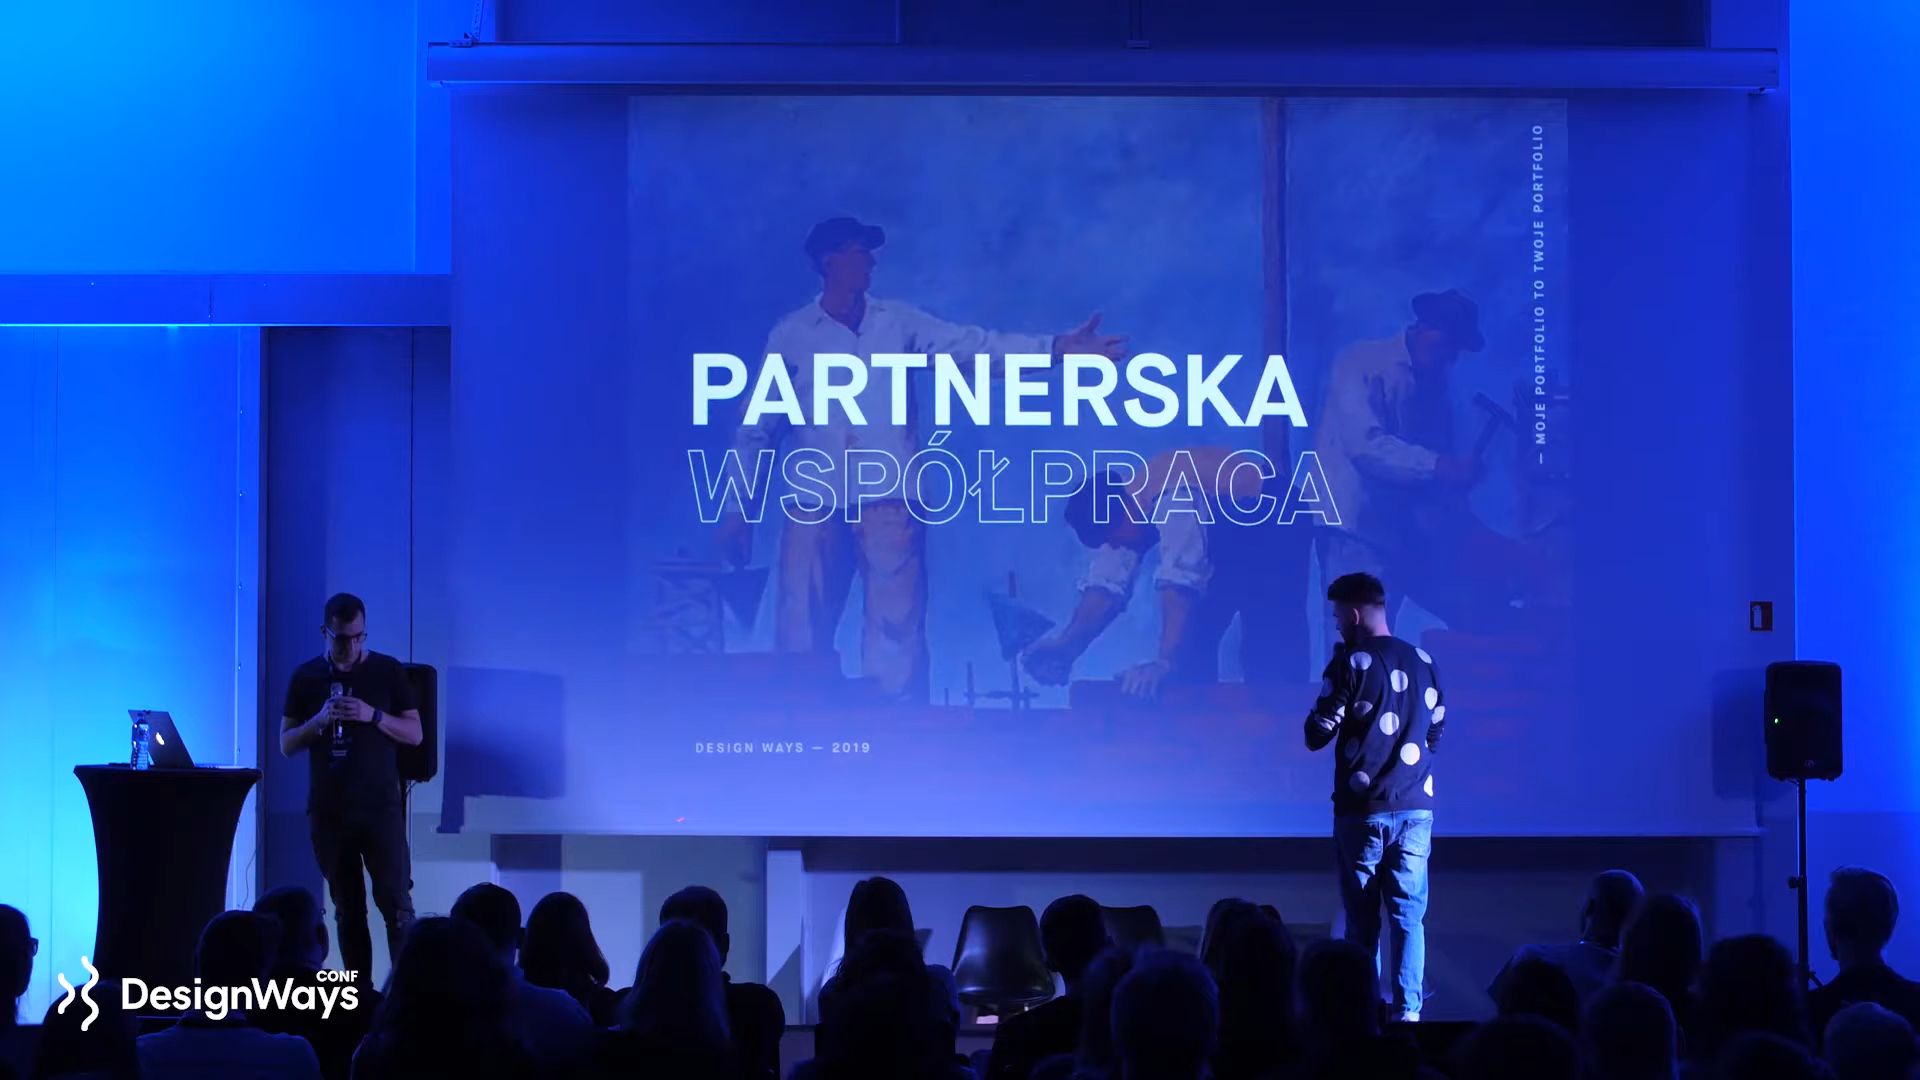 PARTNERSKA
WSPÓŁPRACA
— MOJE PORTFOLIO TO TWOJE PORTFOLIO
DESIGN WAYS — 2019
DesignWays CONF